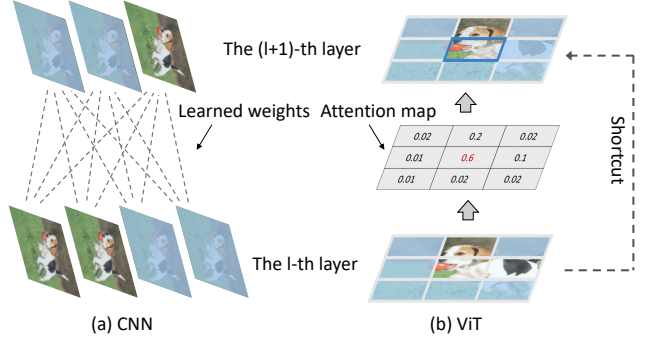 The (l+1)-th layer
Learned weights
Attention map
0.02 0.2 0.02
0.01 0.6 0.1
0.01 0.02 0.02
Shortcut
The l-th layer
(a) CNN
(b) ViT